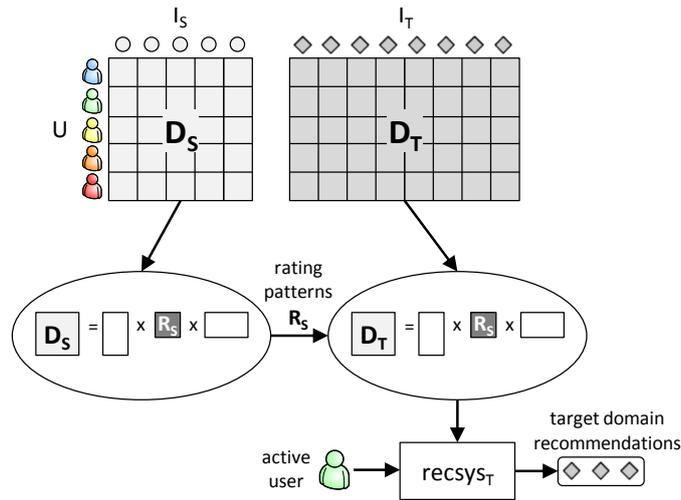 I_S I_T
U
D_S D_T
rating
patterns
R_S
D_S = x R_S x
D_T = x R_S x
target domain
recommendations
active
user
recsys_T